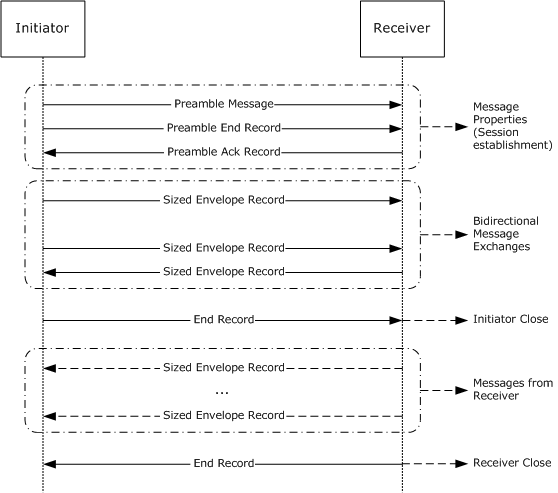 Initiator
Receiver
Preamble Message
Preamble End Record
Preamble Ack Record
Message
Properties
(Session
establishment)
Sized Envelope Record
Sized Envelope Record
Sized Envelope Record
Bidirectional
Message
Exchanges
End Record
Initiator Close
Sized Envelope Record
...
Sized Envelope Record
Messages from
Receiver
End Record
Receiver Close